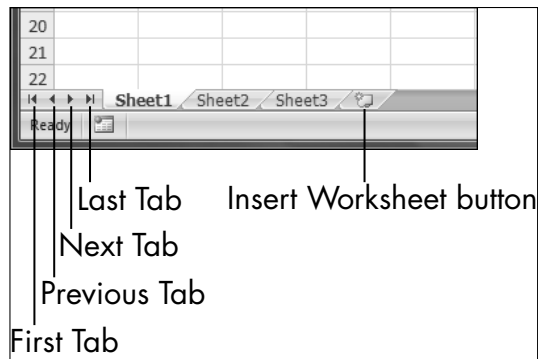 20
21
22
Sheet1 Sheet2 Sheet3
Ready
Last Tab Insert Worksheet button
Next Tab
Previous Tab
First Tab